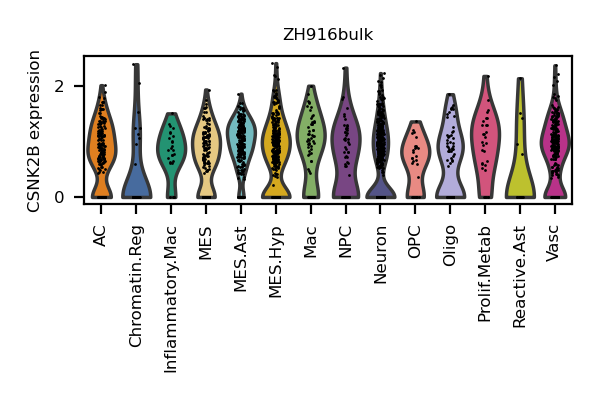 ZH916bulk
CSNK2B expression
2
0
AC
Chromatin.Reg
Inflammatory.Mac
MES
MES.Ast
MES.Hyp
Mac
NPC
Neuron
OPC
Oligo
Prolif.Metab
Reactive.Ast
Vasc